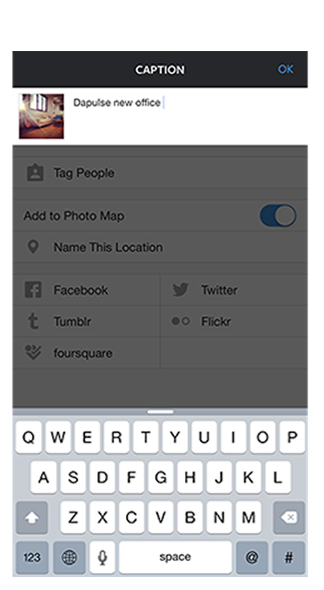 CAPTION OK
Dapulse new office
Tag People
Add to Photo Map
Name This Location
Facebook Twitter
Tumblr Flickr
foursquare
Q W E R T Y U I O P
A S D F G H J K L
Z X C V B N M
123 space @ #